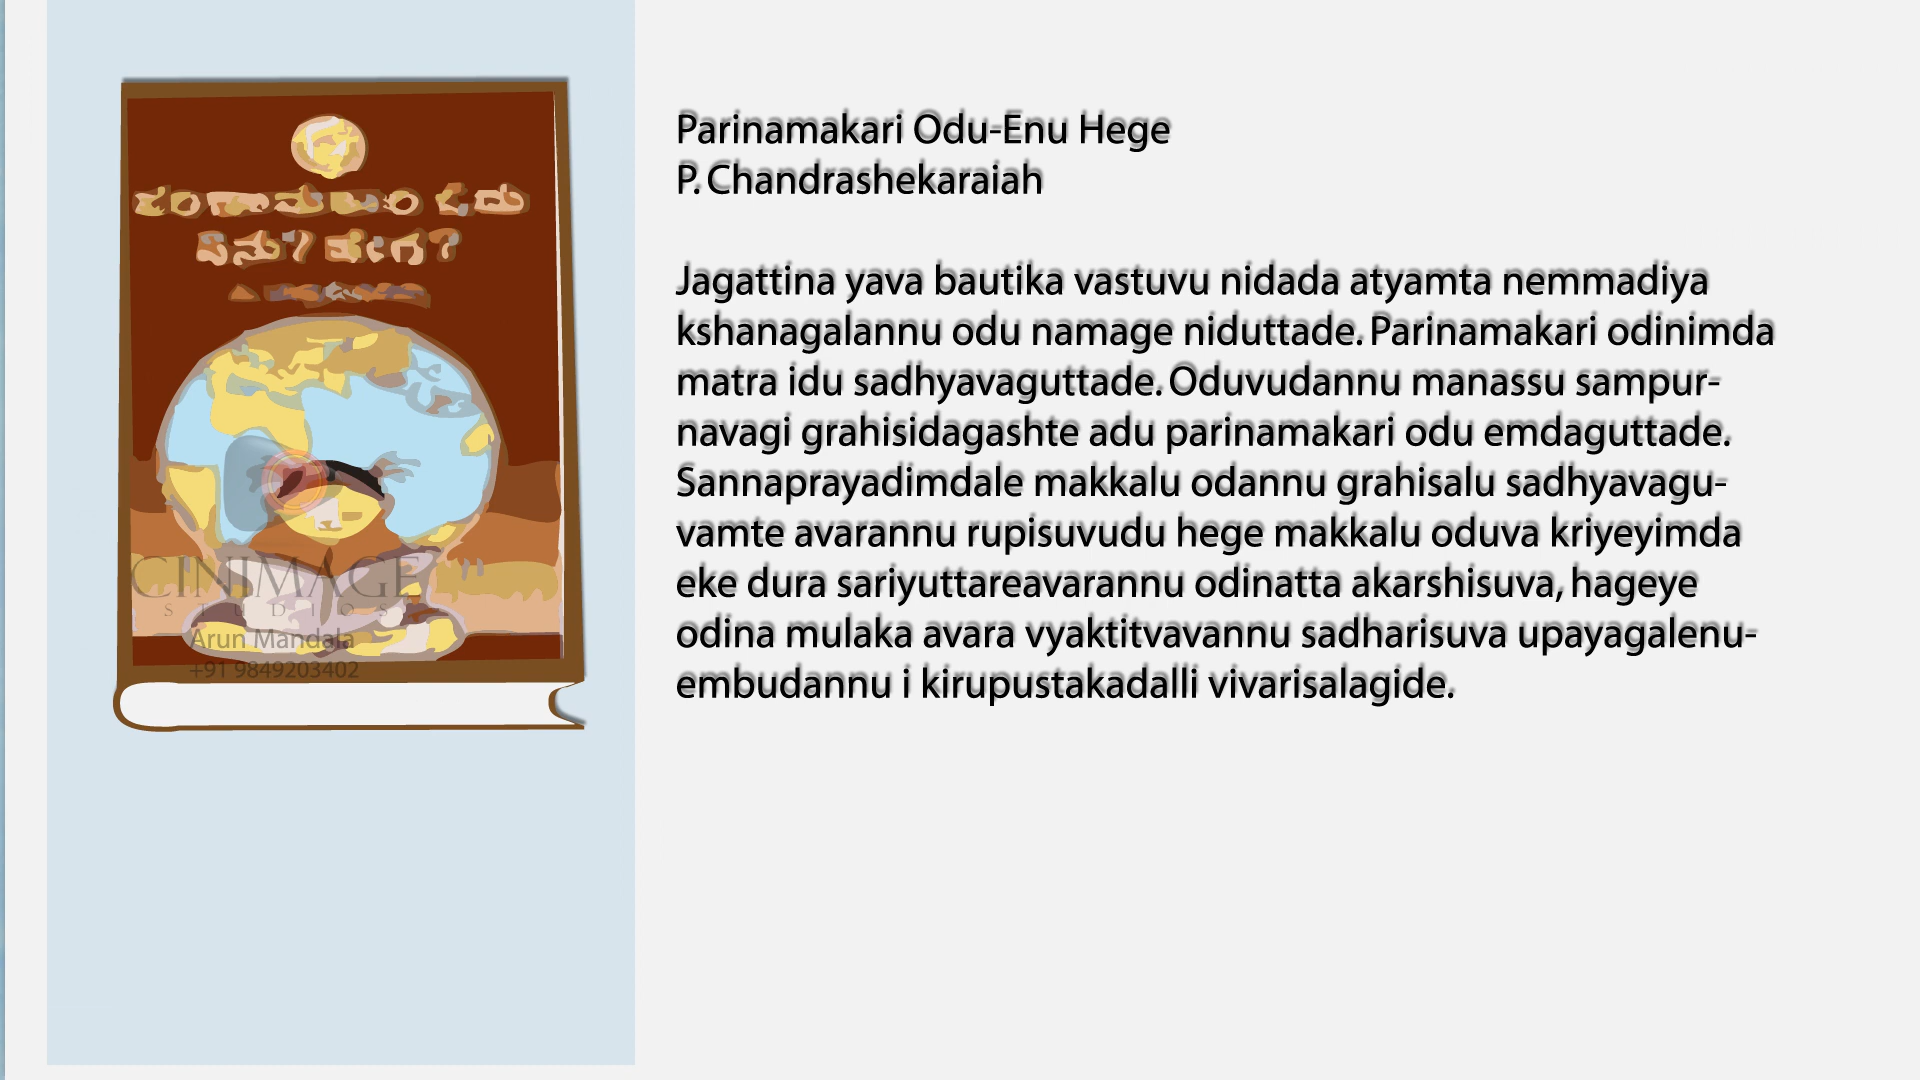 Parinamakari Odu-Enu Hege
P. Chandrashekaraiah
Jagattina yava bautika vastuvu nidada atyamta nemmadiya
kshanagalannu odu namage niduttade. Parinamakari odinimda
matra idu sadhyavaguttade. Oduvudannu manassu sampur-
navagi grahisidagashte adu parinamakari odu emdaguttade.
Sannaprayadimdale makkalu odannu grahisalu sadhyavagu-
vamte avarannu rupisuvudu hege makkalu oduva kriyeyimda
eke dura sariyuttareavarannu odinatta akarshisuva, hageye
odina mulaka avara vyaktitvavannu sadharisuva upayagalenu-
embudannu i kirupustakadalli vivarisalagide.
CINIMAGE
STUDIOS
Arun Mandala
+91 9849203402